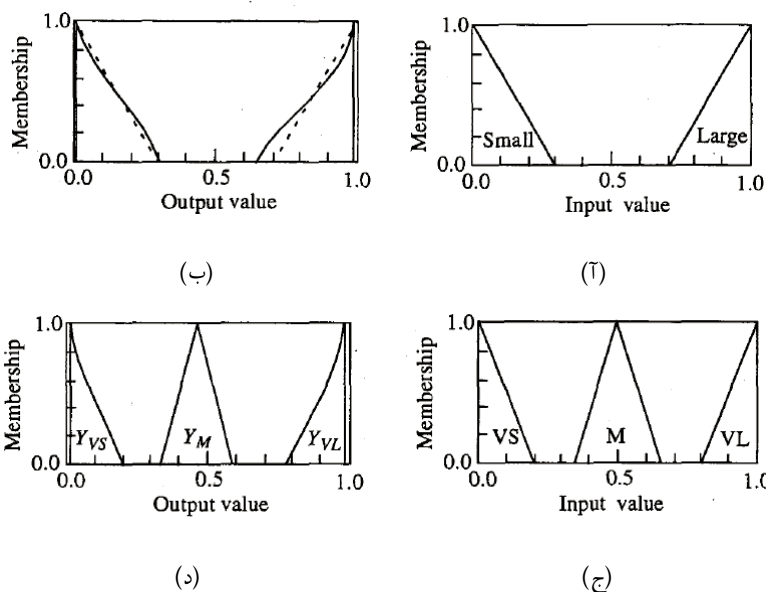 1.0
Membership
0.0
0.0 0.5 1.0
Output value
(ب)
1.0
Membership
0.0
Small Large
0.0 0.5 1.0
Input value
(آ)
1.0
Membership
0.0
Y_VS Y_M Y_VL
0.0 0.5 1.0
Output value
(د)
1.0
Membership
0.0
VS M VL
0.0 0.5 1.0
Input value
(ج)